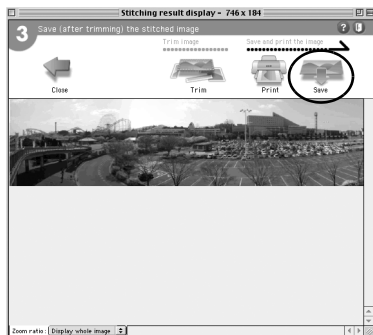 Stitching result display - 746 x 184
3 Save (after trimming) the stitched image
Trim image
Save and print the image
Close
Trim
Print
Save
Zoom ratio : Display whole image